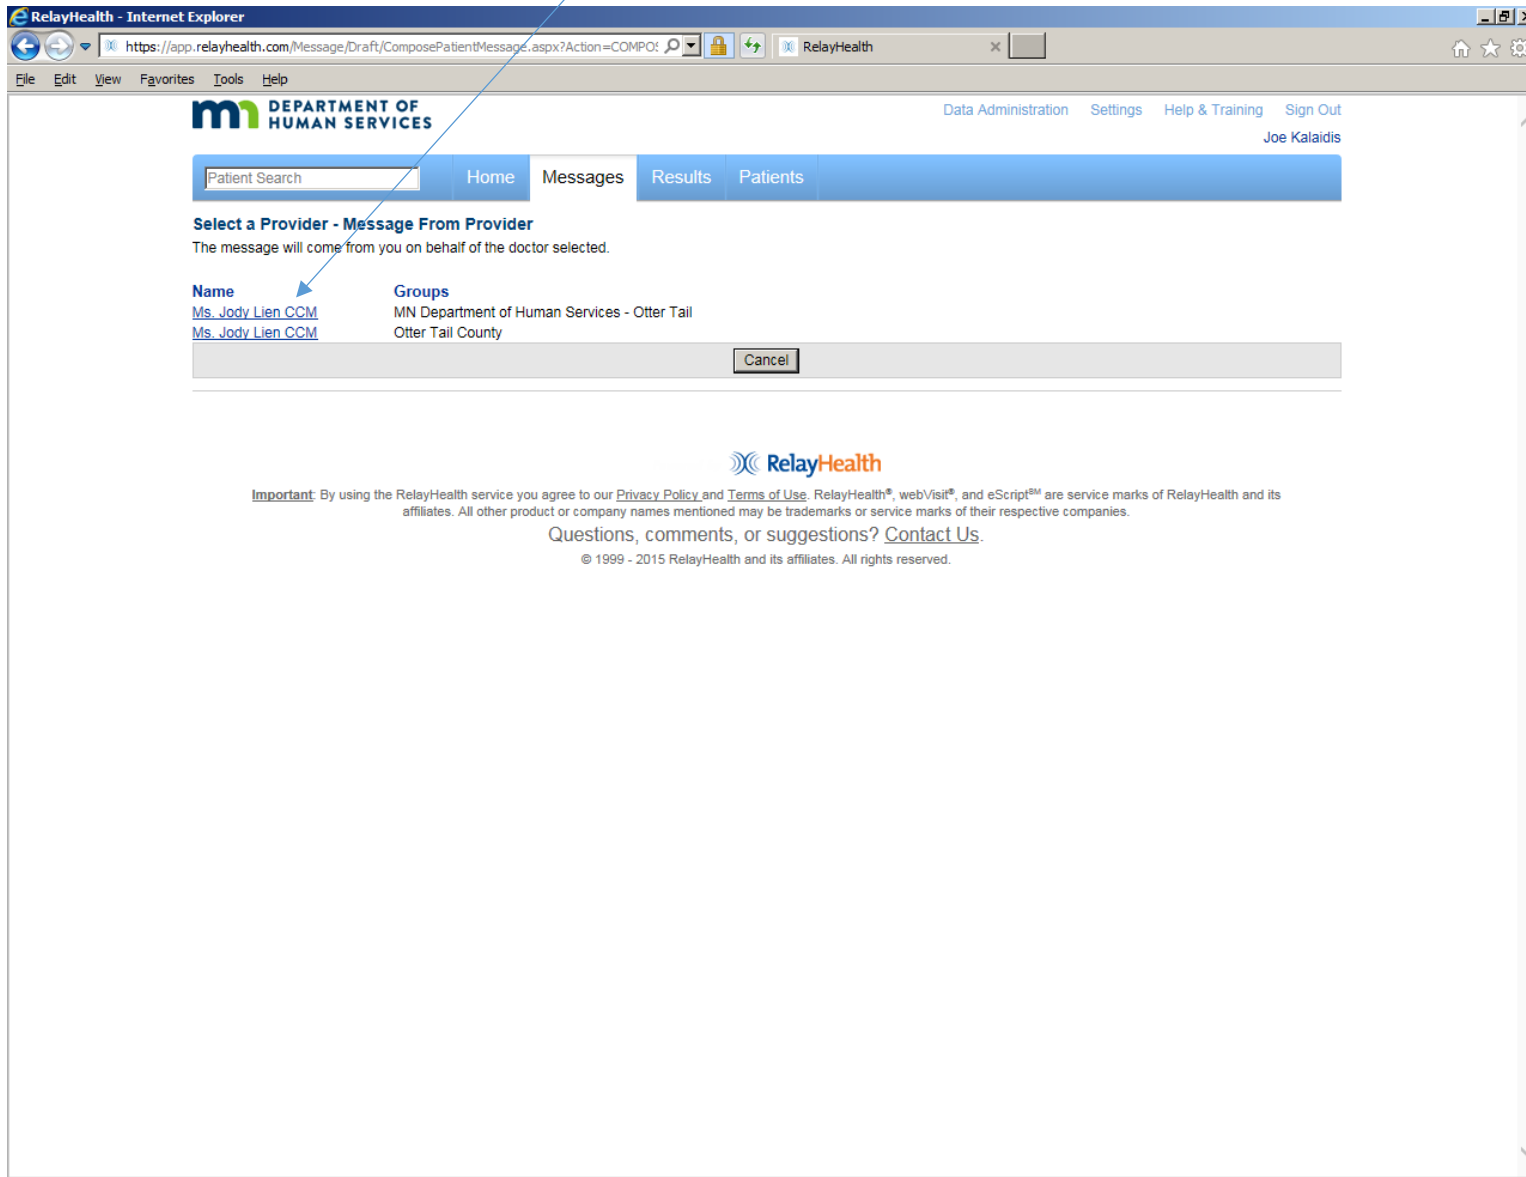 RelayHealth - Internet Explorer
https://app.relayhealth.com/Message/Draft/ComposePatientMessage.aspx?Action=COMPOS
RelayHealth
File Edit View Favorites Tools Help
mn DEPARTMENT OF
HUMAN SERVICES
Data Administration Settings Help & Training Sign Out
Joe Kalaidis
Patient Search Home Messages Results Patients
Select a Provider - Message From Provider
The message will come from you on behalf of the doctor selected.
Name Groups
Ms. Jody Lien CCM MN Department of Human Services - Otter Tail
Ms. Jody Lien CCM Otter Tail County
Cancel
RelayHealth
Important: By using the RelayHealth service you agree to our Privacy Policy and Terms of Use. RelayHealth®, webVisit®, and eScript℠ are service marks of RelayHealth and its
affiliates. All other product or company names mentioned may be trademarks or service marks of their respective companies.
Questions, comments, or suggestions? Contact Us.
© 1999 - 2015 RelayHealth and its affiliates. All rights reserved.